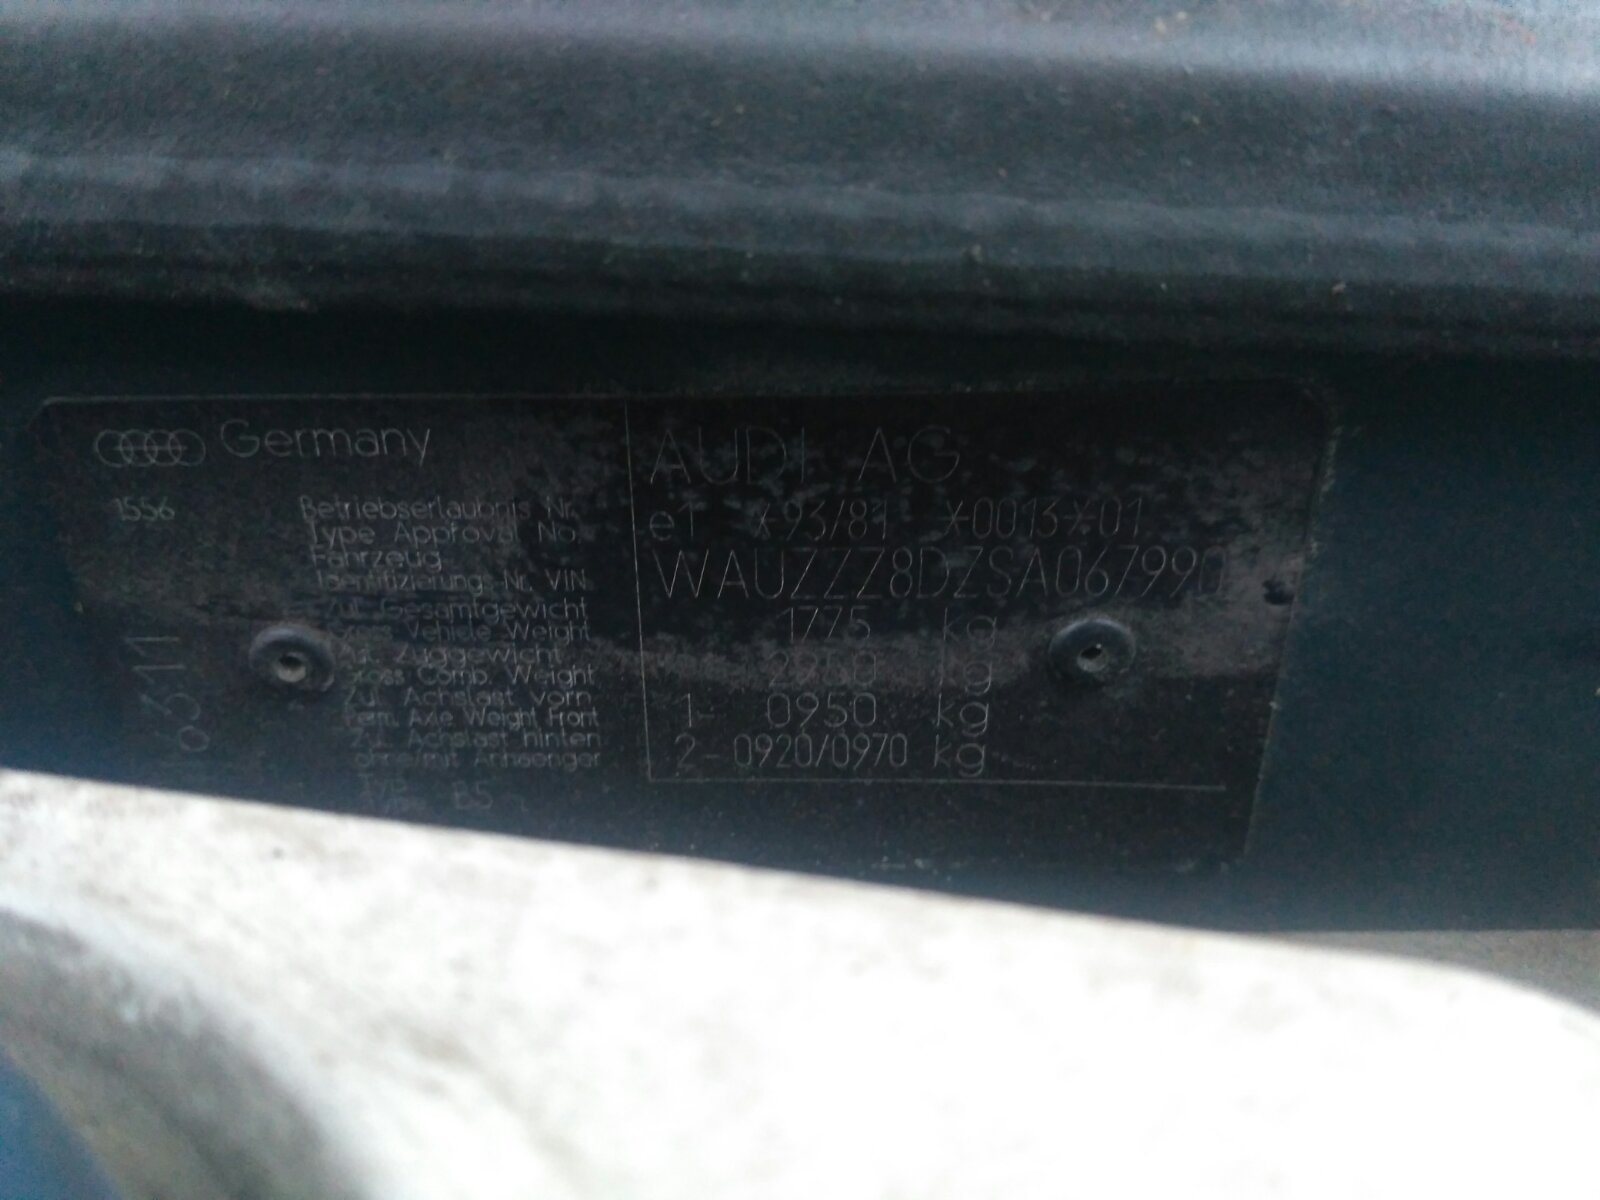 Germany
AUDI AG
1556
Betriebserlaubnis Nr.
Type Approval No.
e1 *93/81 *0013*01
Fahrzeug
Identifizierung. Nr. VIN
WAUZZZ8DZSA067990
Zul. Gesamtgewicht
Gross Vehicle Weight
1775 kg
Zul. Zuggewicht
Gross Comb. Weight
kg
Zul. Achslast vorn
Perm. Axle Weight Front
1- 0950 kg
Zul. Achslast hinten
ohne/mit Anhaenger
2- 0920/0970 kg
B5